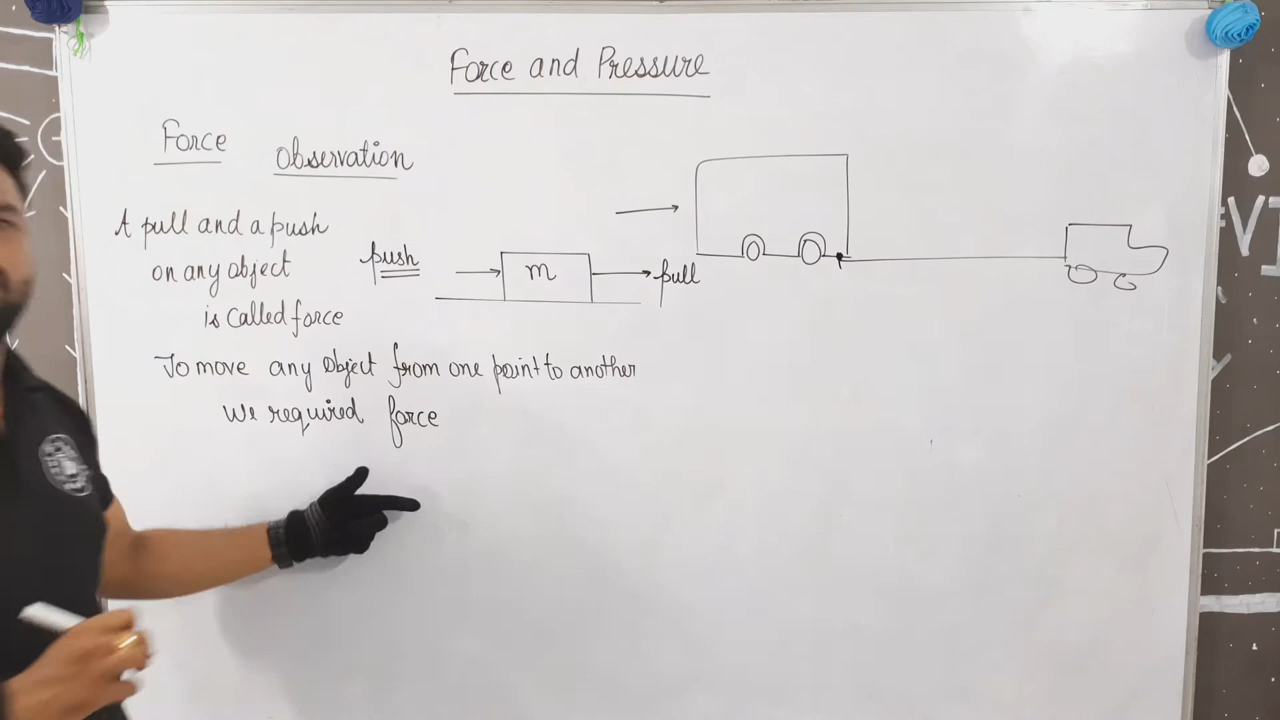 Force and Pressure
Force
Observation
A pull and a push
on any object
is called force
push
m
pull
To move any object from one point to another
We required force